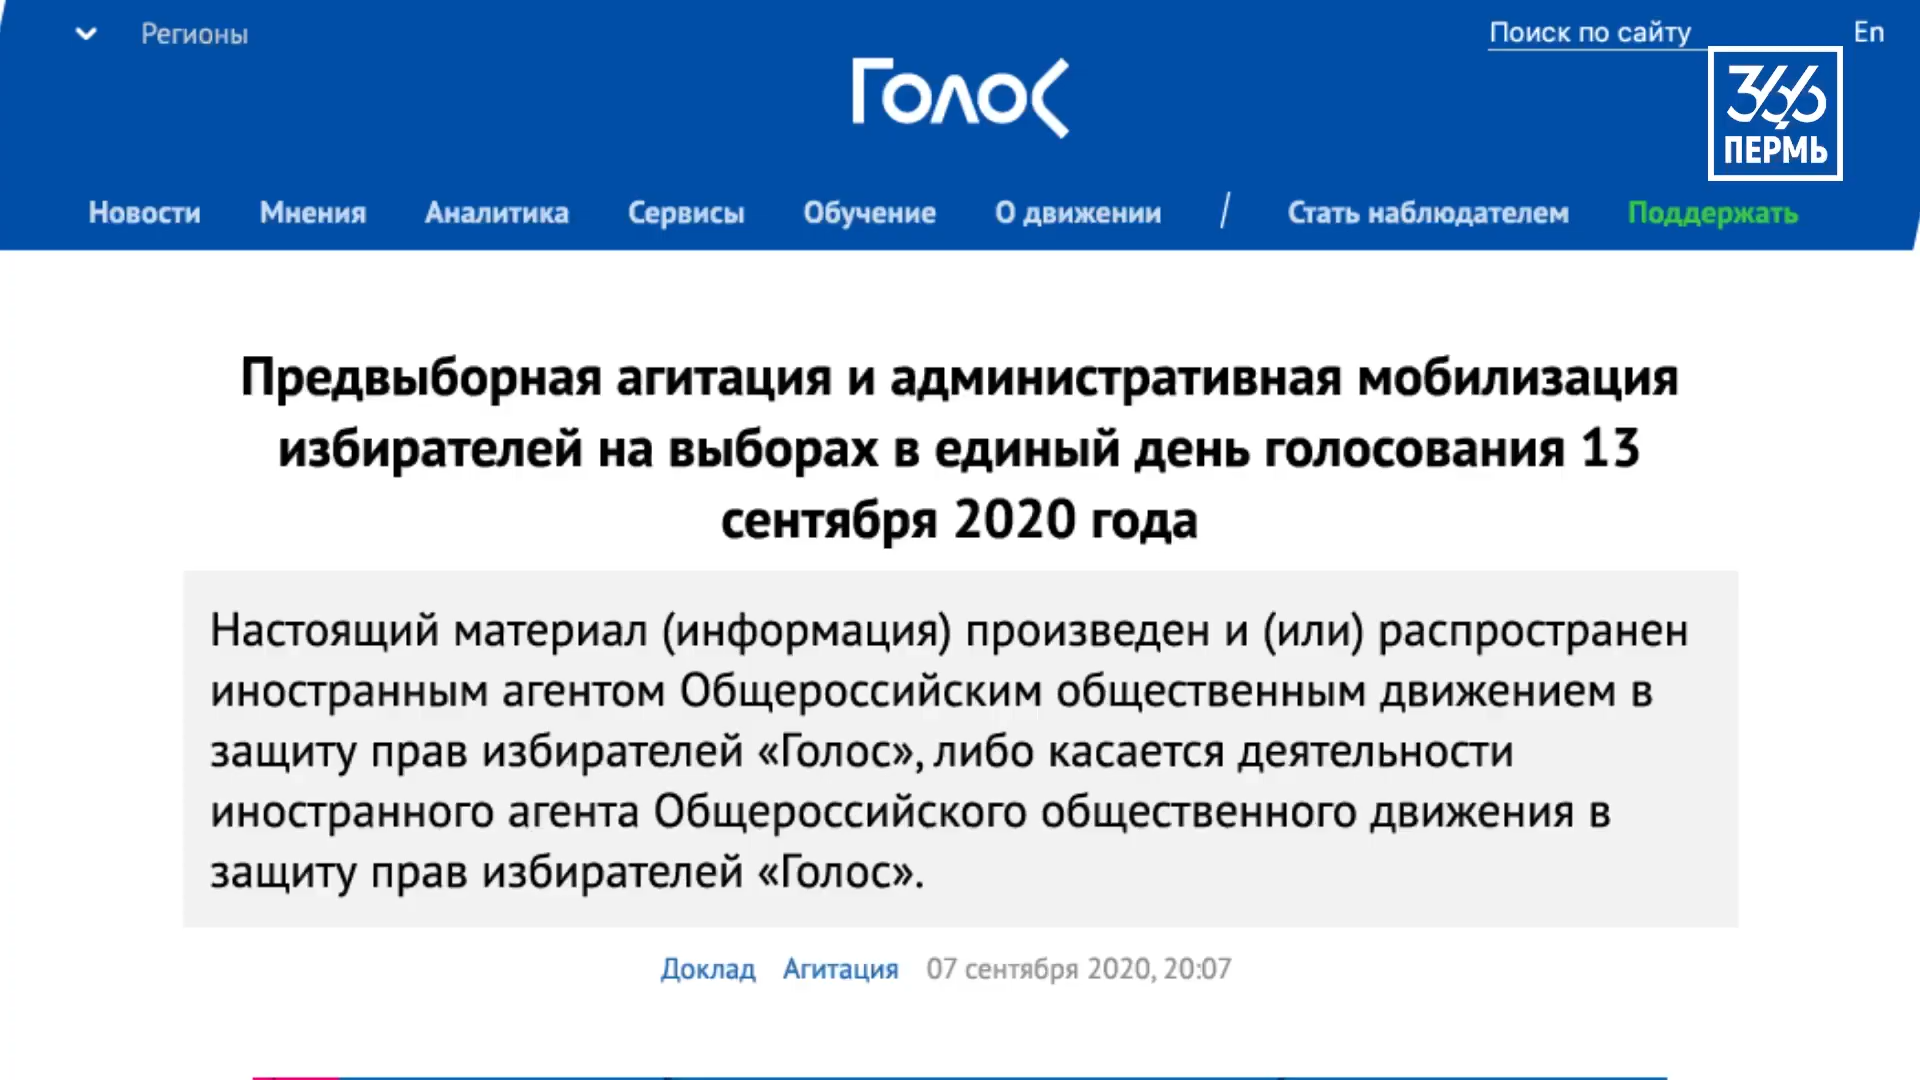 Регионы
Поиск по сайту
En
Голос
366
ПЕРМЬ
Новости Мнения Аналитика Сервисы Обучение О движении / Стать наблюдателем Поддержать
Предвыборная агитация и административная мобилизация
избирателей на выборах в единый день голосования 13
сентября 2020 года
Настоящий материал (информация) произведен и (или) распространен
иностранным агентом Общероссийским общественным движением в
защиту прав избирателей «Голос», либо касается деятельности
иностранного агента Общероссийского общественного движения в
защиту прав избирателей «Голос».
Доклад Агитация 07 сентября 2020, 20:07